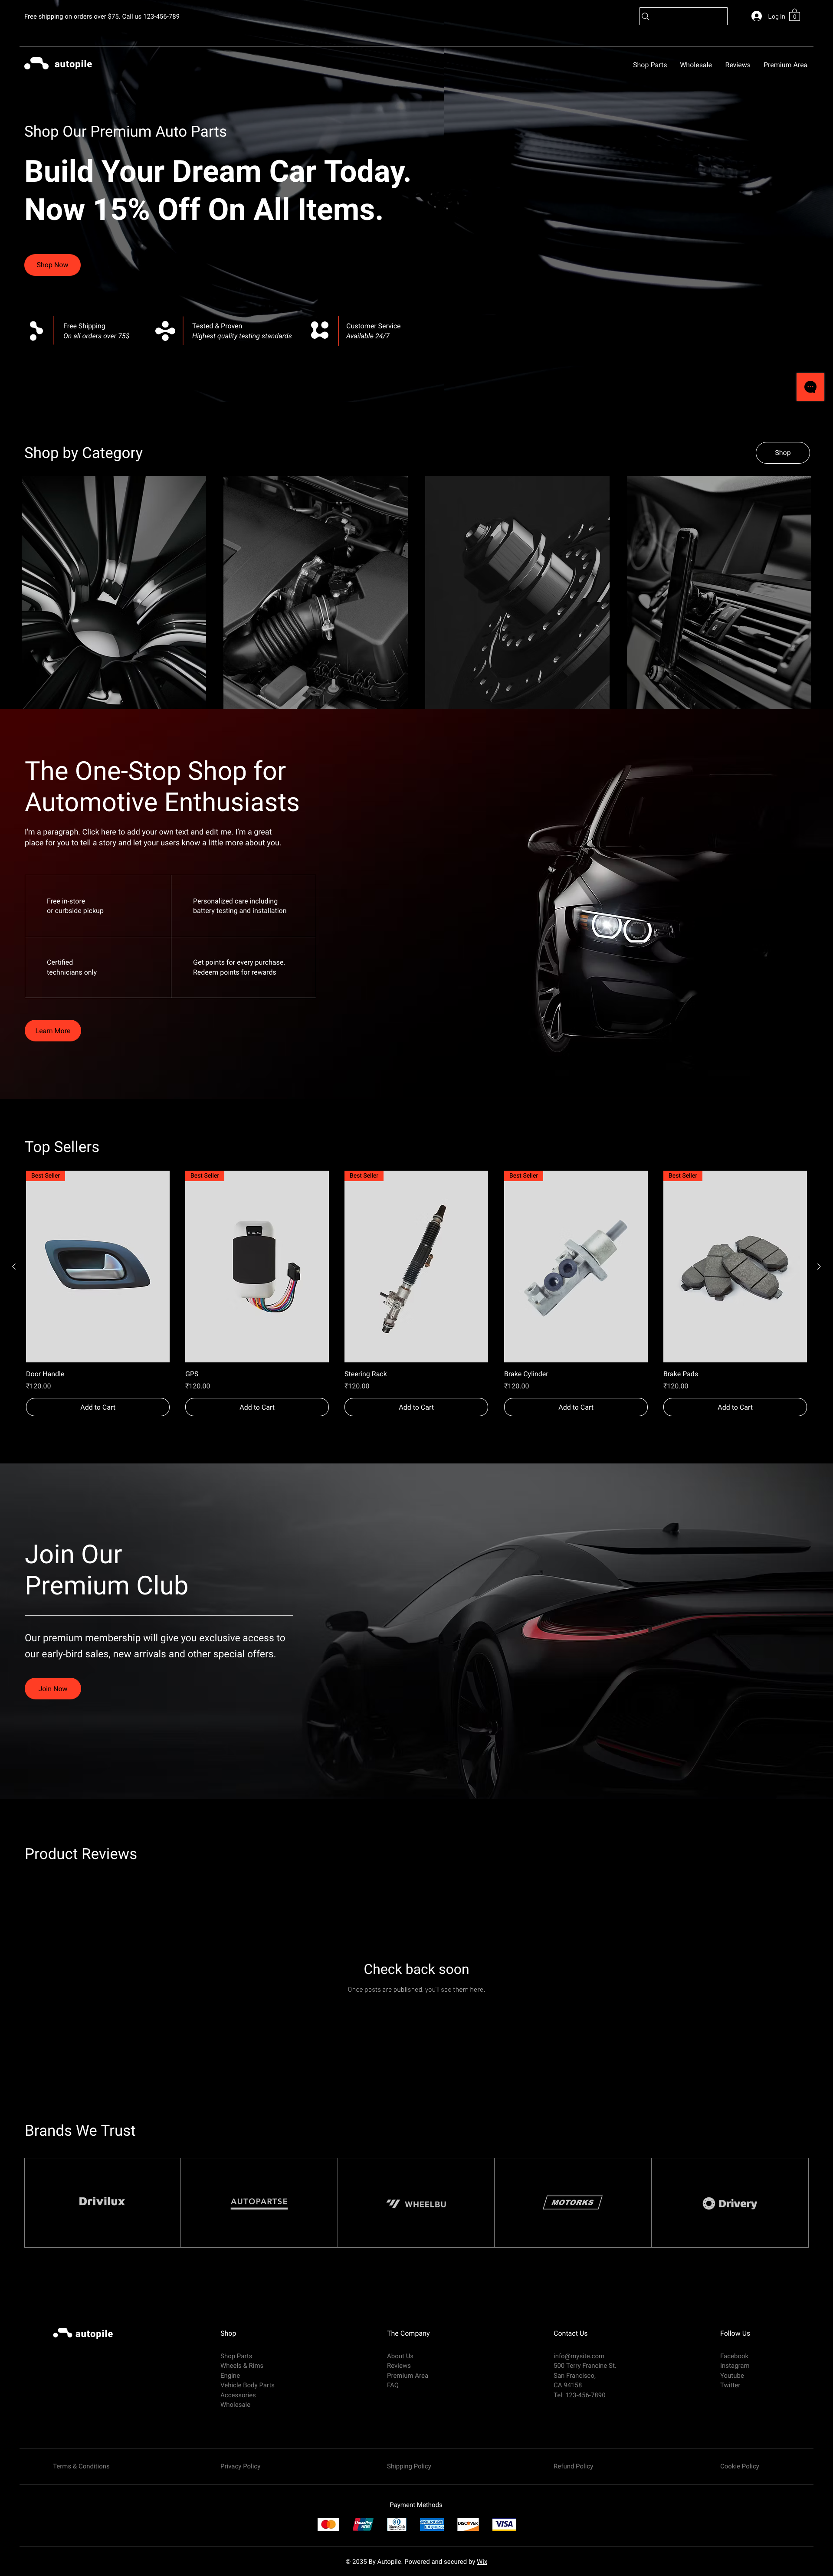 Free shipping on orders over $75. Call us 123-456-789
Log In
0
autopile
Shop Parts
Wholesale
Reviews
Premium Area
Shop Our Premium Auto Parts
Build Your Dream Car Today.
Now 15% Off On All Items.
Shop Now
Free Shipping
On all orders over 75$
Tested & Proven
Highest quality testing standards
Customer Service
Available 24/7
Shop by Category
Shop
The One-Stop Shop for
Automotive Enthusiasts
I'm a paragraph. Click here to add your own text and edit me. I'm a great
place for you to tell a story and let your users know a little more about you.
Free in-store
or curbside pickup
Personalized care including
battery testing and installation
Certified
technicians only
Get points for every purchase.
Redeem points for rewards
Learn More
Top Sellers
Best Seller
Best Seller
Best Seller
Best Seller
Best Seller
Door Handle
₹120.00
Add to Cart
GPS
₹120.00
Add to Cart
Steering Rack
₹120.00
Add to Cart
Brake Cylinder
₹120.00
Add to Cart
Brake Pads
₹120.00
Add to Cart
Join Our
Premium Club
Our premium membership will give you exclusive access to
our early-bird sales, new arrivals and other special offers.
Join Now
Product Reviews
Check back soon
Once posts are published, you'll see them here.
Brands We Trust
Drivilux
AUTOPARTSE
WHEELBU
MOTORKS
Drivery
autopile
Shop
Shop Parts
Wheels & Rims
Engine
Vehicle Body Parts
Accessories
Wholesale
The Company
About Us
Reviews
Premium Area
FAQ
Contact Us
info@mysite.com
500 Terry Francine St.
San Francisco,
CA 94158
Tel: 123-456-7890
Follow Us
Facebook
Instagram
Youtube
Twitter
Terms & Conditions
Privacy Policy
Shipping Policy
Refund Policy
Cookie Policy
Payment Methods
UnionPay
AMERICAN
EXPRESS
DISCOVER
VISA
© 2035 By Autopile. Powered and secured by Wix